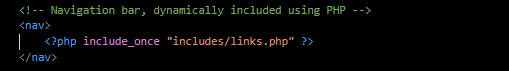 <!-- Navigation bar, dynamically included using PHP -->
<nav>
<?php include_once "includes/links.php" ?>
</nav>